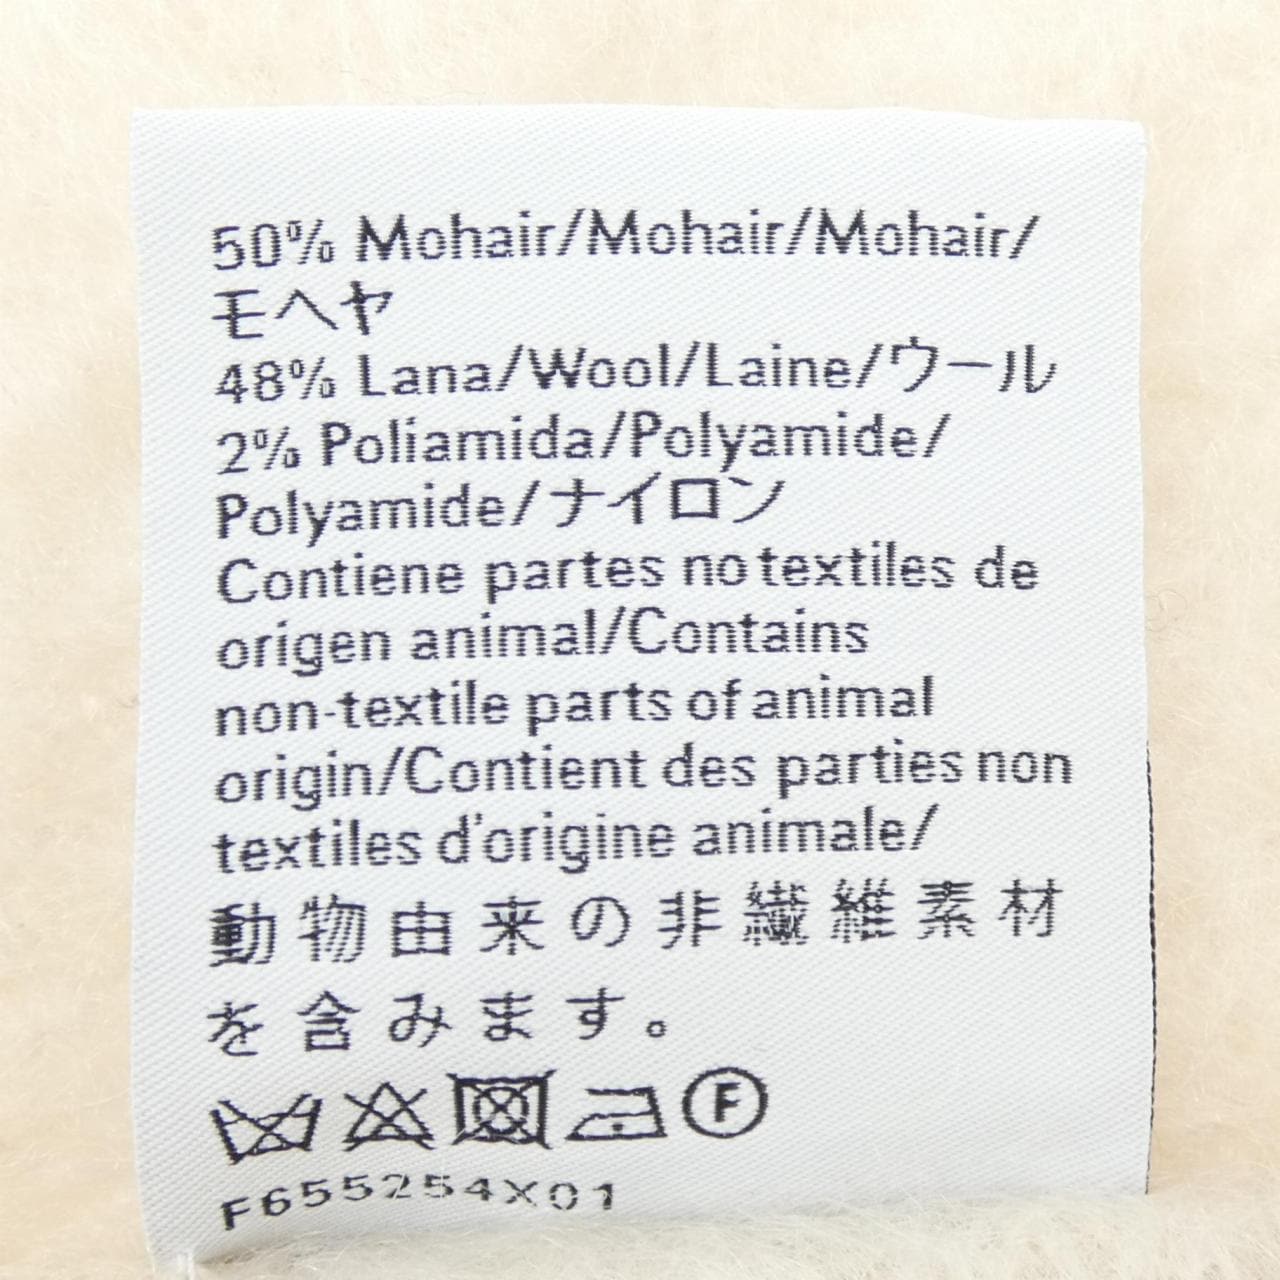 50% Mohair/Mohair/Mohair/
モヘヤ
48% Lana/Wool/Laine/ウール
2% Poliamida/Polyamide/
Polyamide/ナイロン
Contiene partes no textiles de
origen animal/Contains
non-textile parts of animal
origin/Contient des parties non
textiles d'origine animale/
動物由来の非繊維素材
を含みます。
F
F655254X01